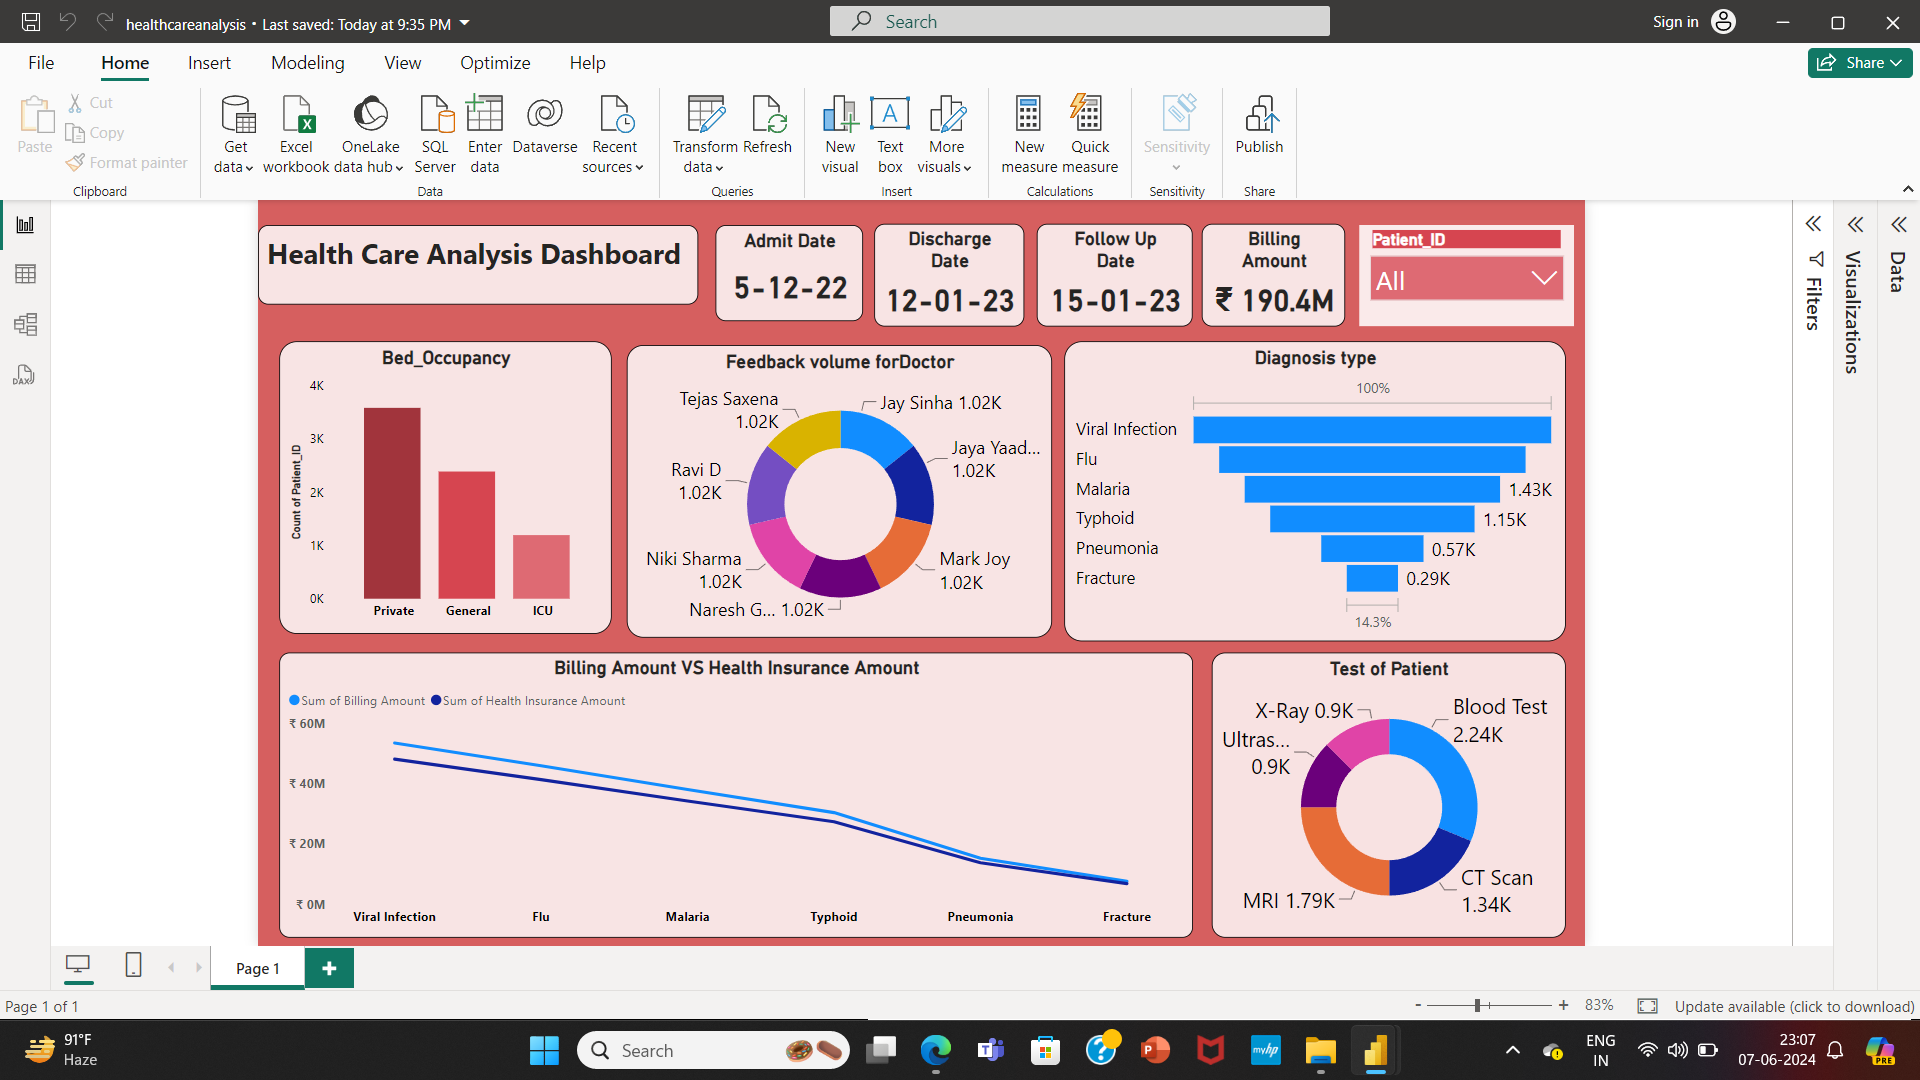 healthcareanalysis • Last saved: Today at 9:35 PM
Search
Sign in
File
Home
Insert
Modeling
View
Optimize
Help
Share
Paste
Cut
Copy
Format painter
Clipboard
Get data
Excel workbook
OneLake data hub
SQL Server
Enter data
Dataverse
Recent sources
Data
Transform data
Refresh
Queries
New visual
Text box
More visuals
Insert
New measure
Quick measure
Calculations
Sensitivity
Sensitivity
Publish
Share
Health Care Analysis Dashboard
Admit Date
5-12-22
Discharge
Date
12-01-23
Follow Up
Date
15-01-23
Billing
Amount
₹ 190.4M
Patient_ID
All
Filters
Visualizations
Data
DAX
Bed_Occupancy
Count of Patient_ID
4K
3K
2K
1K
0K
Private
General
ICU
Feedback volume forDoctor
Tejas Saxena
1.02K
Jay Sinha 1.02K
Jaya Yaad...
1.02K
Ravi D
1.02K
Niki Sharma
1.02K
Mark Joy
1.02K
Naresh G... 1.02K
Diagnosis type
100%
Viral Infection
Flu
Malaria
1.43K
Typhoid
1.15K
Pneumonia
0.57K
Fracture
0.29K
14.3%
Billing Amount VS Health Insurance Amount
Sum of Billing Amount
Sum of Health Insurance Amount
₹ 60M
₹ 40M
₹ 20M
₹ 0M
Viral Infection
Flu
Malaria
Typhoid
Pneumonia
Fracture
Test of Patient
X-Ray 0.9K
Blood Test
2.24K
Ultras...
0.9K
CT Scan
1.34K
MRI 1.79K
Page 1
Page 1 of 1
- + 83%
Update available (click to download)
91°F
Haze
Search
myhp
ENG
IN
23:07
07-06-2024
PRE